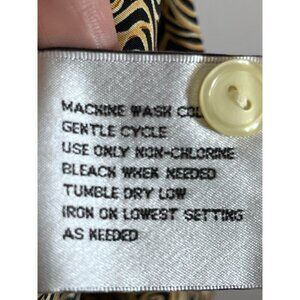 MACHINE WASH COL
GENTLE CYCLE
USE ONLY NON-CHLORINE
BLEACH WHEN NEEDED
TUMBLE DRY LOW
IRON ON LOWEST SETTING
AS NEEDED